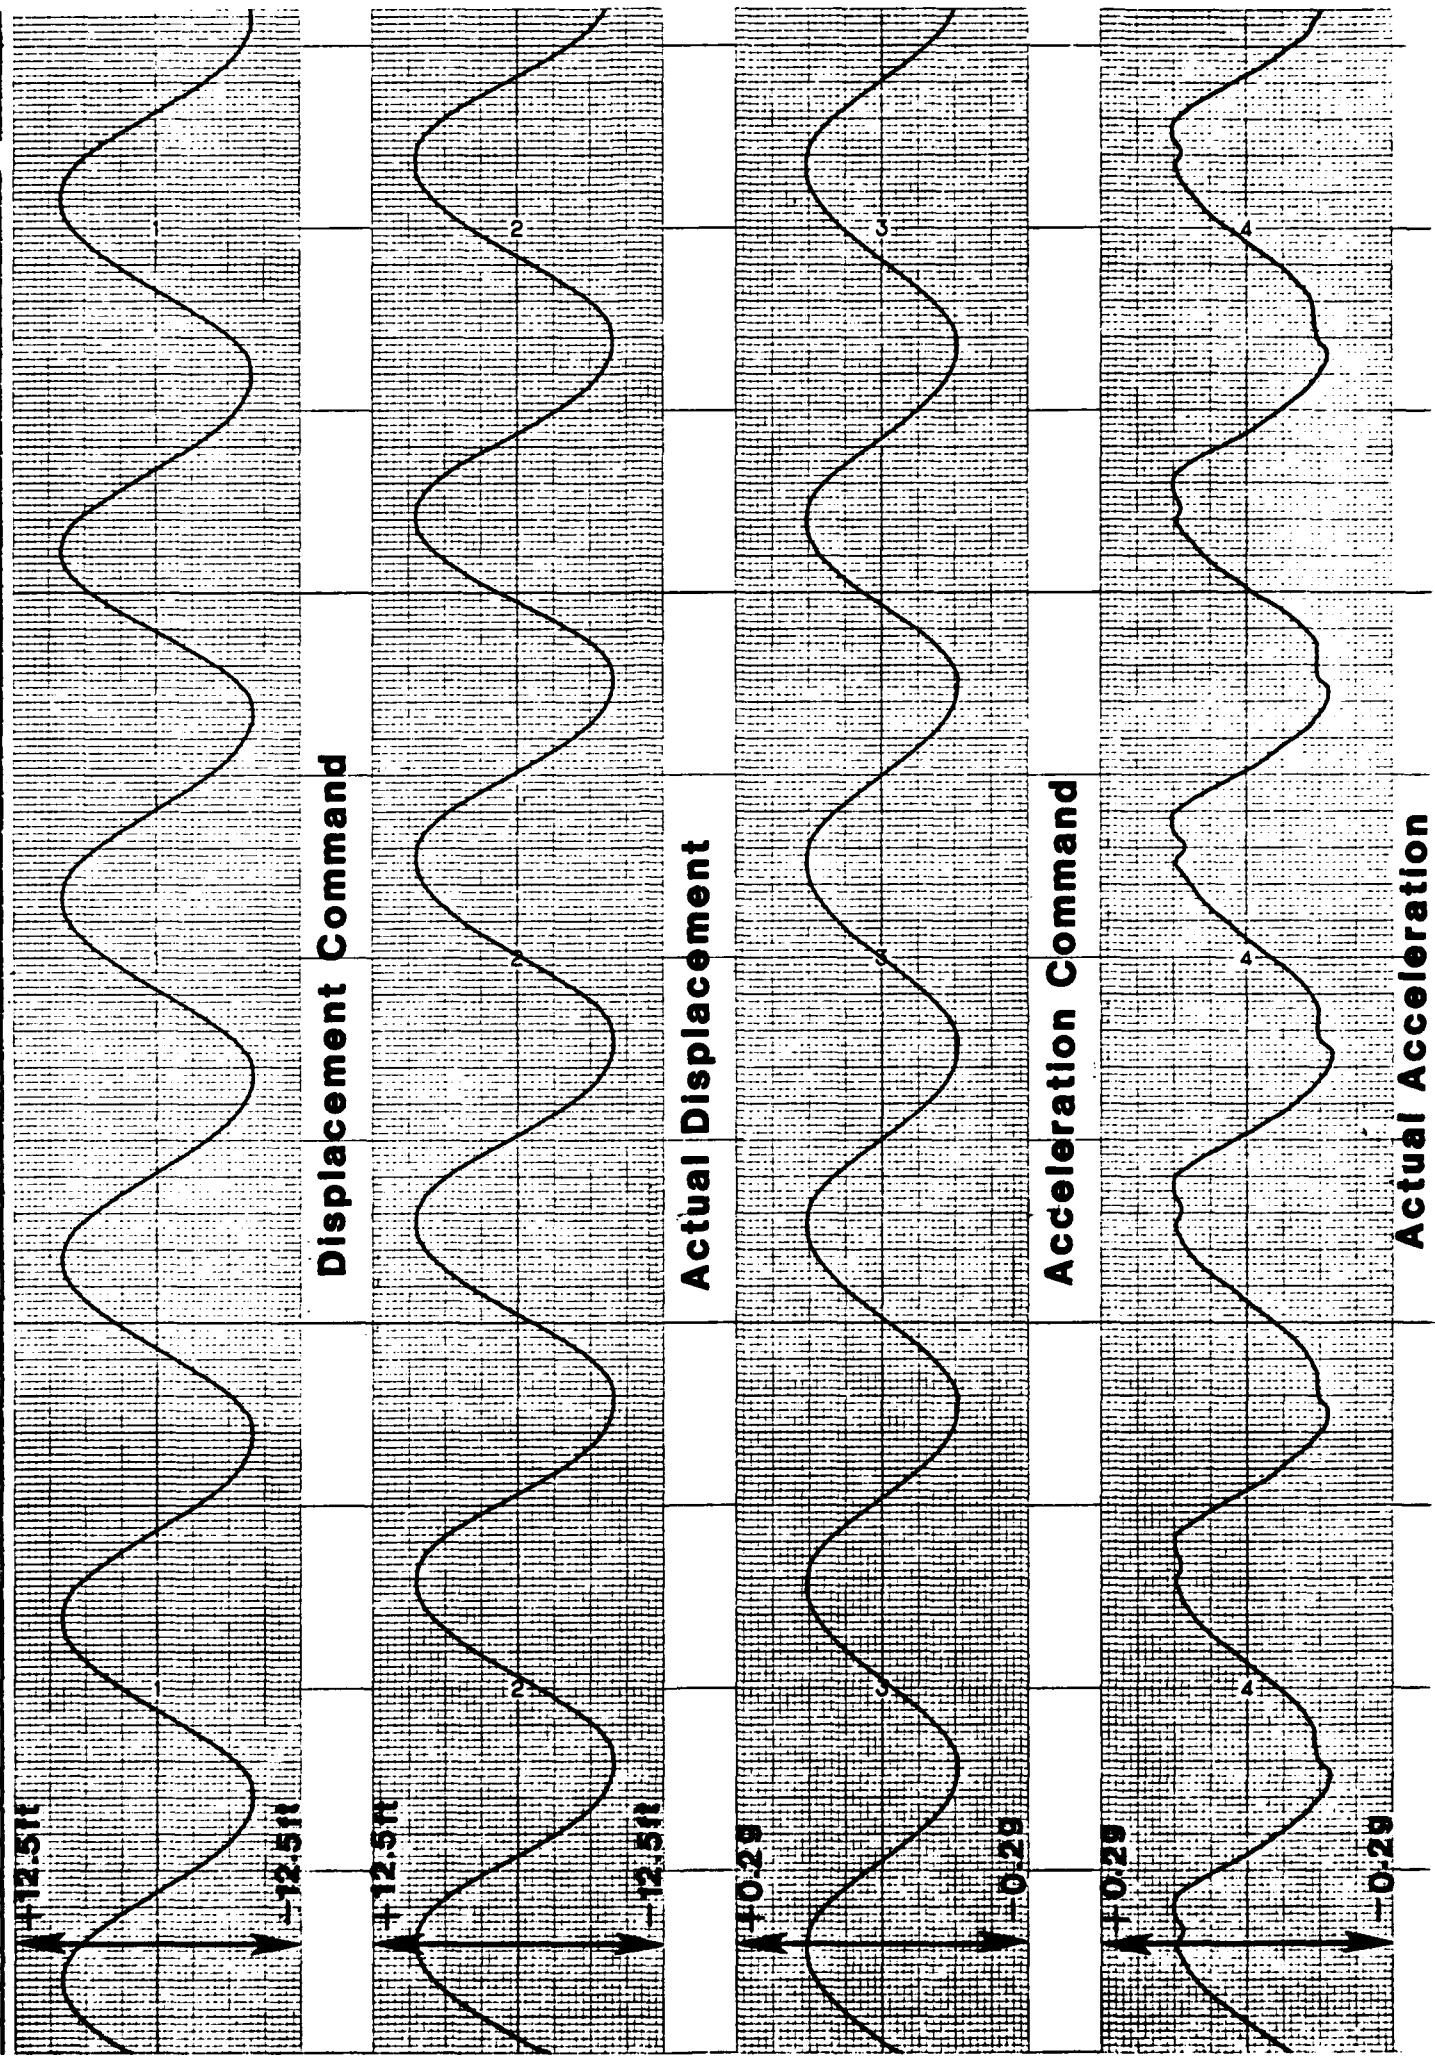 +12.5ft
1
1
-12.5ft
Displacement Command
+12.5ft
2
2
2
-12.5ft
Actual Displacement
+0.2g
3
3
3
-0.2g
Acceleration Command
+0.2g
4
4
4
-0.2g
Actual Acceleration